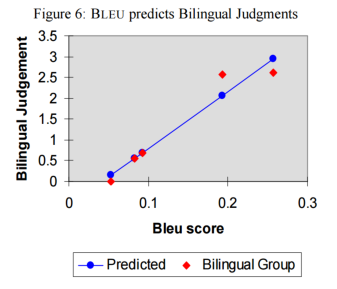 Figure 6: BLEU predicts Bilingual Judgments
3.5
3
2.5
2
1.5
1
0.5
0
Bilingual Judgement
0 0.1 0.2 0.3
Bleu score
Predicted Bilingual Group